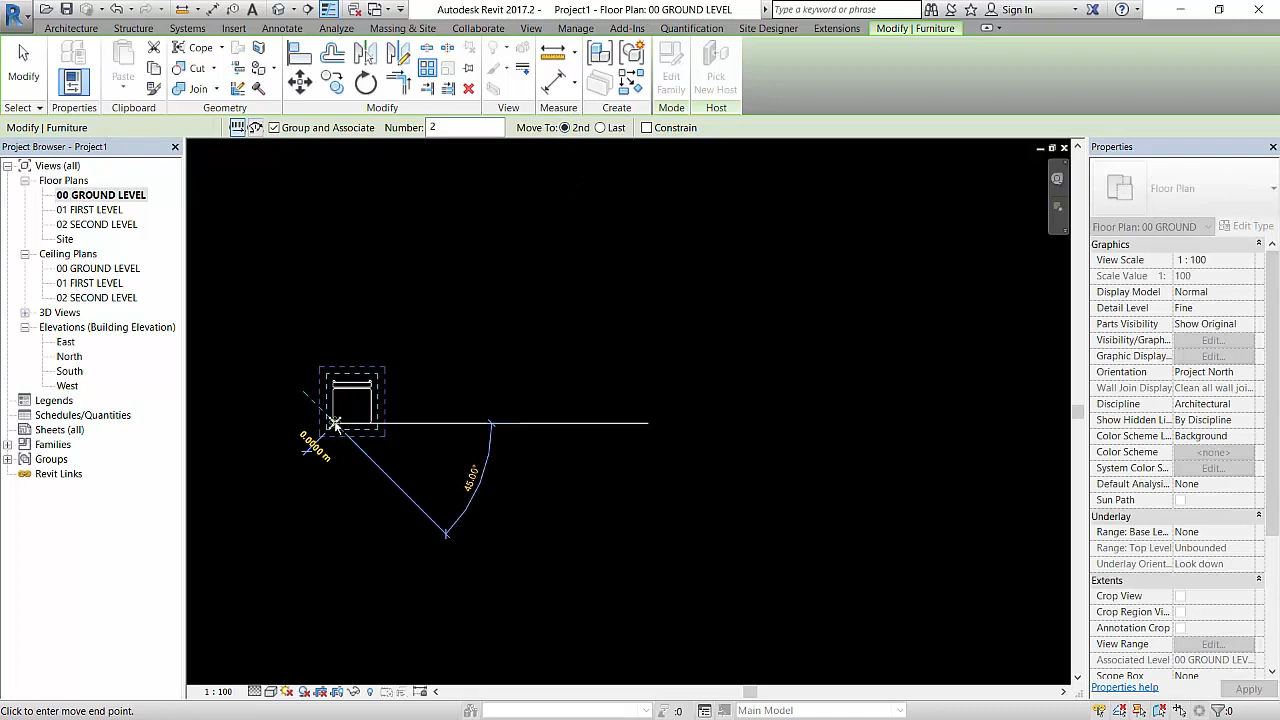 Autodesk Revit 2017.2 - Project1 - Floor Plan: 00 GROUND LEVEL
Type a keyword or phrase
Sign In
Architecture Structure Systems Insert Annotate Analyze Massing & Site Collaborate View Manage Add-Ins Quantification Site Designer Extensions Modify | Furniture
Modify
Paste
Cope
Cut
Join
Edit Family
Pick New Host
Select Properties Clipboard Geometry Modify View Measure Create Mode Host
Modify | Furniture
Group and Associate Number: 2 Move To: 2nd Last Constrain
Project Browser - Project1
Views (all)
Floor Plans
00 GROUND LEVEL
01 FIRST LEVEL
02 SECOND LEVEL
Site
Ceiling Plans
00 GROUND LEVEL
01 FIRST LEVEL
02 SECOND LEVEL
3D Views
Elevations (Building Elevation)
East
North
South
West
Legends
Schedules/Quantities
Sheets (all)
Families
Groups
Revit Links
0.0000 m
45.00°
Properties
Floor Plan
Floor Plan: 00 GROUND Edit Type
Graphics
View Scale 1 : 100
Scale Value 1: 100
Display Model Normal
Detail Level Fine
Parts Visibility Show Original
Visibility/Graph... Edit...
Graphic Display... Edit...
Orientation Project North
Wall Join Display Clean all wall joi...
Discipline Architectural
Show Hidden Li... By Discipline
Color Scheme L... Background
Color Scheme <none>
System Color S... Edit...
Default Analysi... None
Sun Path
Underlay
Range: Base Le... None
Range: Top Level Unbounded
Underlay Orient... Look down
Extents
Crop View
Crop Region Vi...
Annotation Crop
View Range Edit...
Associated Level 00 GROUND LEV...
Scope Box None
Properties help
Apply
1 : 100
Click to enter move end point.
:0
Main Model
:0